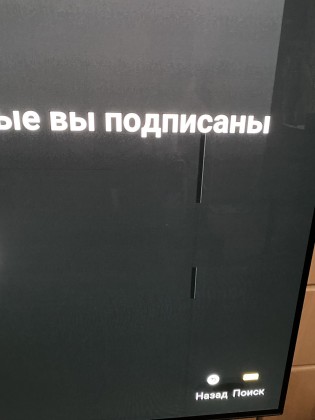 ые вы подписаны
Назад Поиск